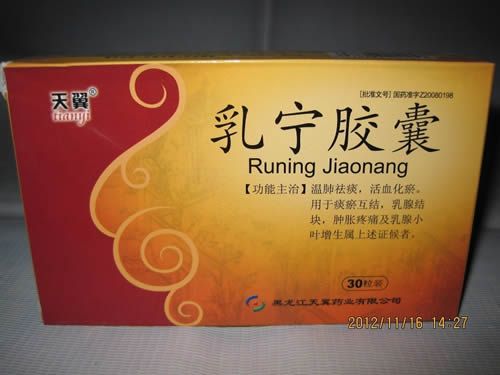 天翼®
tianyi
[批准文号] 国药准字Z20080198
乳宁胶囊
Runing Jiaonang
【功能主治】温肺祛痰，活血化瘀。
用于痰瘀互结，乳腺结
块，肿胀疼痛及乳腺小
叶增生属上述证候者。
30粒装
黑龙江天翼药业有限公司
2012/11/16 14:27